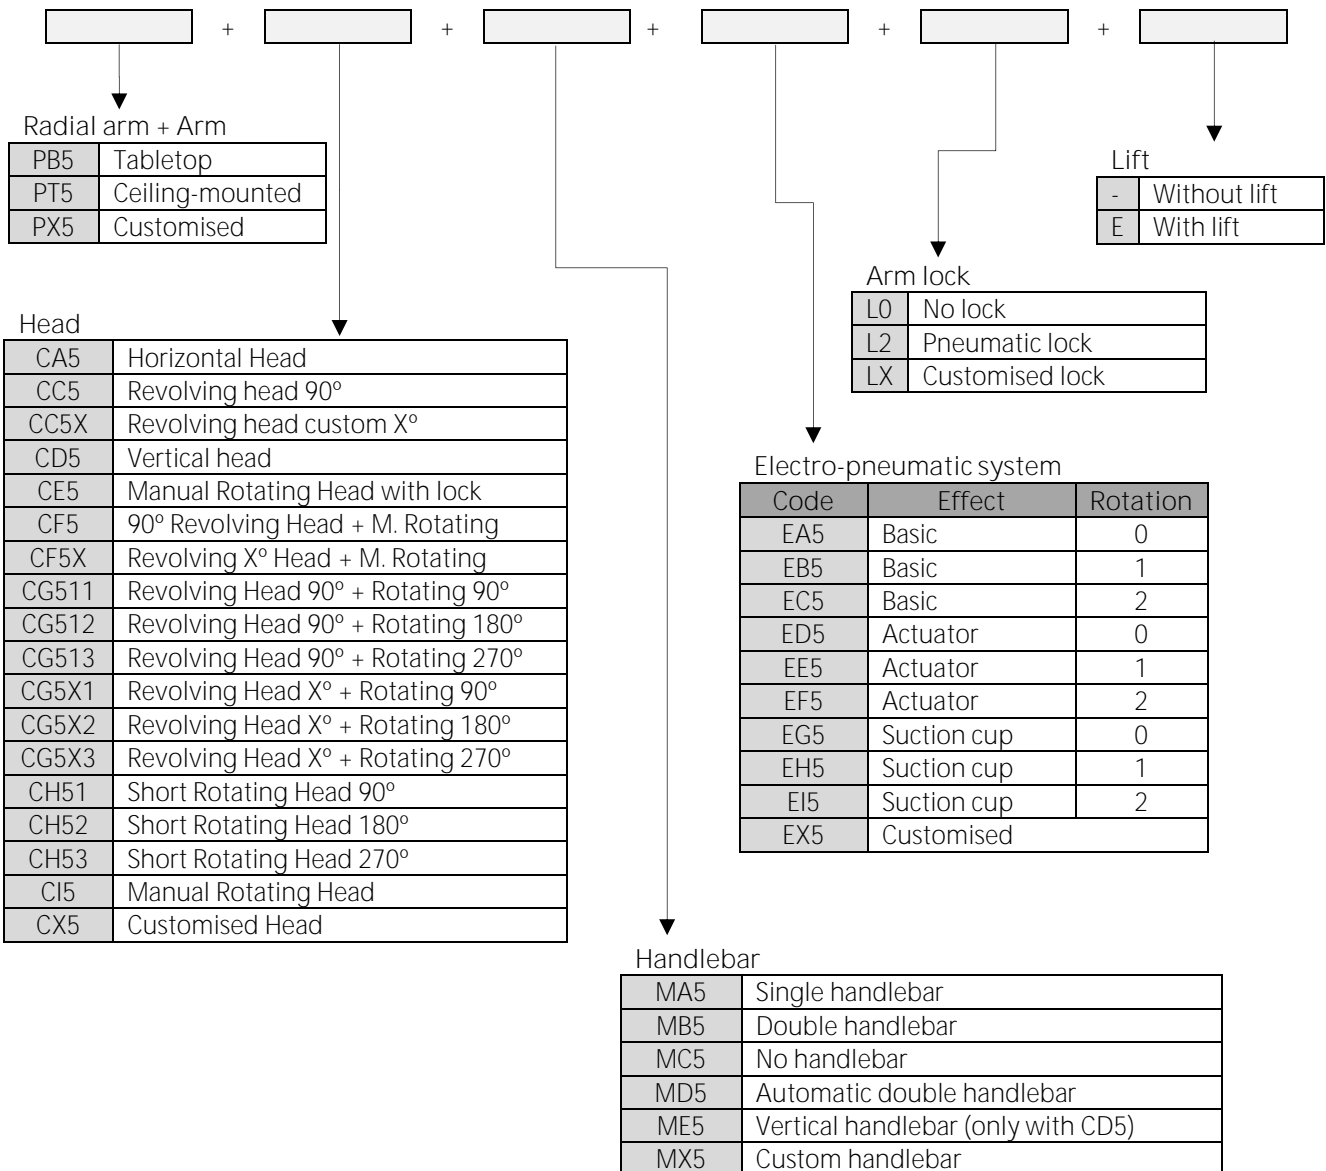 + + + + +
Radial arm + Arm
PB5 Tabletop
PT5 Ceiling-mounted
PX5 Customised
Lift
- Without lift
E With lift
Arm lock
L0 No lock
L2 Pneumatic lock
LX Customised lock
Head
CA5 Horizontal Head
CC5 Revolving head 90º
CC5X Revolving head custom Xº
CD5 Vertical head
CE5 Manual Rotating Head with lock
CF5 90º Revolving Head + M. Rotating
CF5X Revolving Xº Head + M. Rotating
CG511 Revolving Head 90º + Rotating 90º
CG512 Revolving Head 90º + Rotating 180º
CG513 Revolving Head 90º + Rotating 270º
CG5X1 Revolving Head Xº + Rotating 90º
CG5X2 Revolving Head Xº + Rotating 180º
CG5X3 Revolving Head Xº + Rotating 270º
CH51 Short Rotating Head 90º
CH52 Short Rotating Head 180º
CH53 Short Rotating Head 270º
CI5 Manual Rotating Head
CX5 Customised Head
Electro-pneumatic system
Code Effect Rotation
EA5 Basic 0
EB5 Basic 1
EC5 Basic 2
ED5 Actuator 0
EE5 Actuator 1
EF5 Actuator 2
EG5 Suction cup 0
EH5 Suction cup 1
EI5 Suction cup 2
EX5 Customised
Handlebar
MA5 Single handlebar
MB5 Double handlebar
MC5 No handlebar
MD5 Automatic double handlebar
ME5 Vertical handlebar (only with CD5)
MX5 Custom handlebar